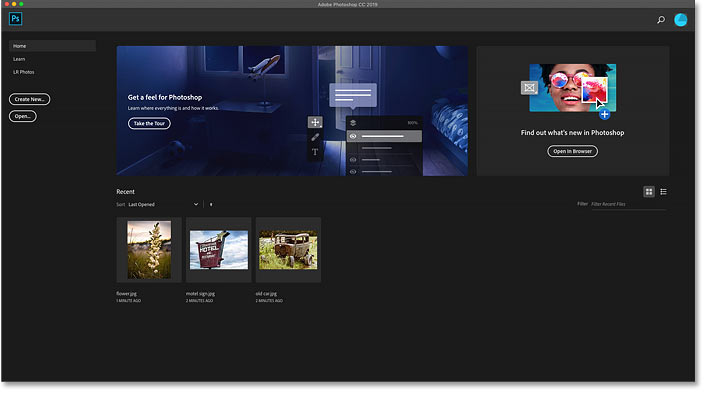 Adobe Photoshop CC 2019
Ps
Home
Learn
LR Photos
Create New...
Open...
Get a feel for Photoshop
Learn where everything is and how it works.
Take the Tour
100%
T
Find out what's new in Photoshop
Open In Browser
Recent
Sort Last Opened
Filter Filter Recent Files
MOTEL
flower.jpg
1 MINUTE AGO
motel sign.jpg
2 MINUTES AGO
old car.jpg
2 MINUTES AGO